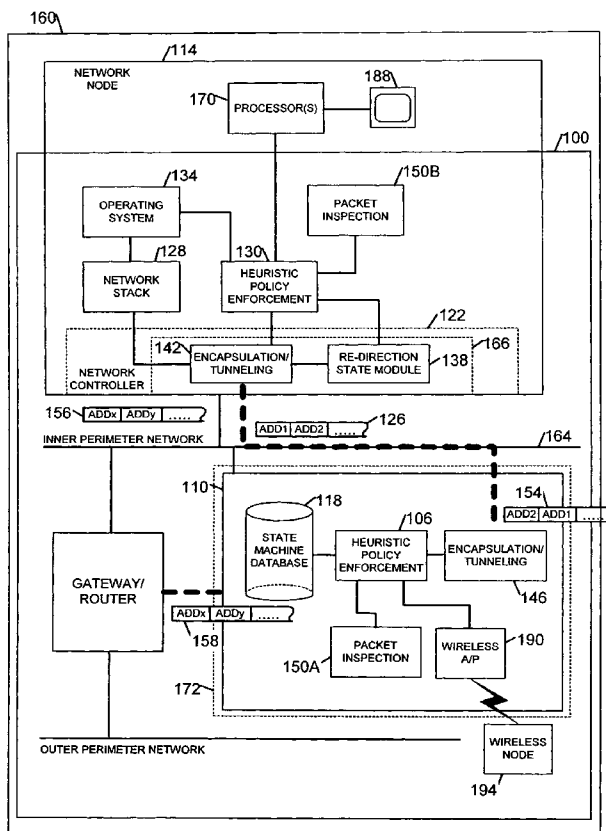 160
114
NETWORK
NODE
188
170
PROCESSOR(S)
100
134
150B
OPERATING
SYSTEM
PACKET
INSPECTION
128
130
NETWORK
STACK
HEURISTIC
POLICY
ENFORCEMENT
122
142
166
ENCAPSULATION/
TUNNELING
RE-DIRECTION
STATE MODULE
NETWORK
CONTROLLER
138
156
ADDx ADDy .....
126
ADD1 ADD2 .....
INNER PERIMETER NETWORK
164
110
118
154
ADD2 ADD1 .....
106
STATE
MACHINE
DATABASE
HEURISTIC
POLICY
ENFORCEMENT
ENCAPSULATION/
TUNNELING
146
GATEWAY/
ROUTER
ADDx ADDy .....
158
190
PACKET
INSPECTION
WIRELESS
A/P
150A
172
OUTER PERIMETER NETWORK
WIRELESS
NODE
194